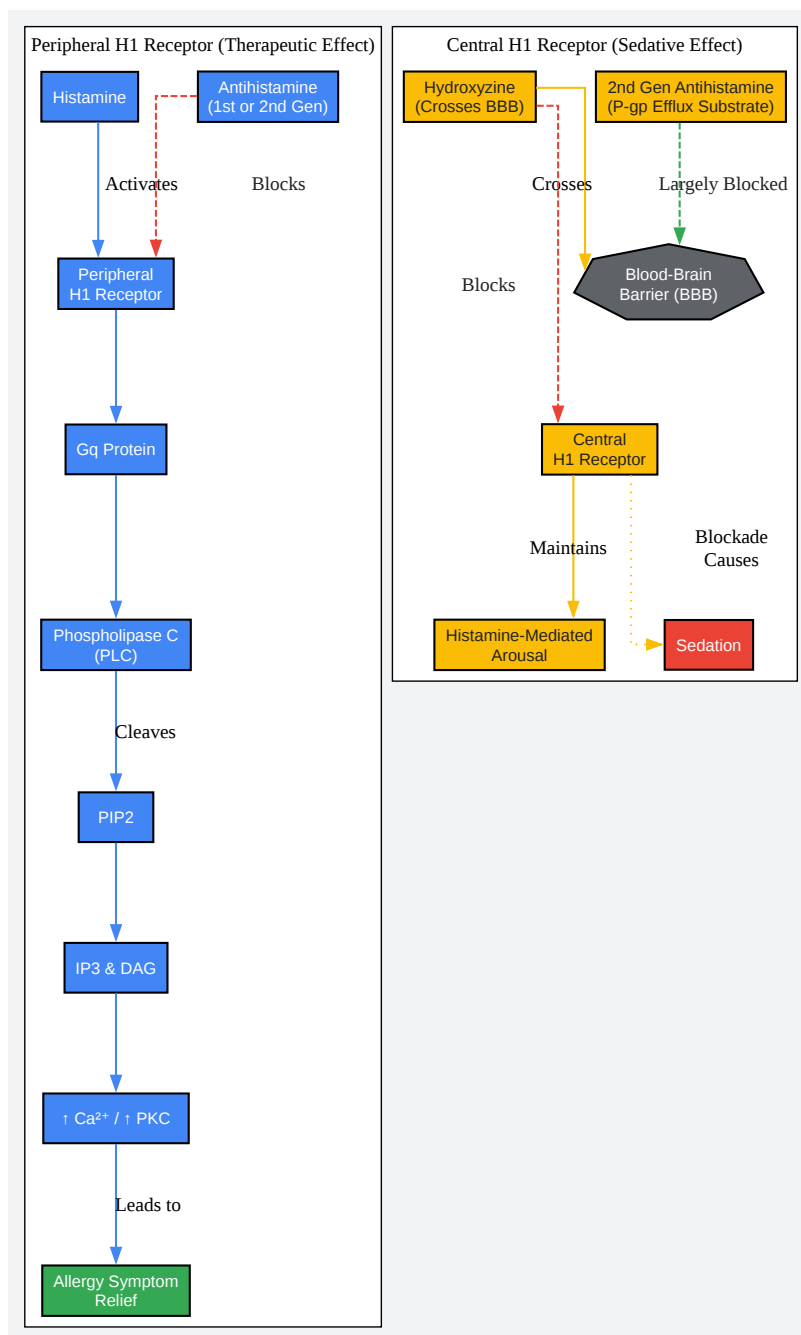 Peripheral H1 Receptor (Therapeutic Effect)
Histamine
Antihistamine
(1st or 2nd Gen)
Activates
Blocks
Peripheral
H1 Receptor
Gq Protein
Phospholipase C
(PLC)
Cleaves
PIP2
IP3 & DAG
↑ Ca²⁺ / ↑ PKC
Leads to
Allergy Symptom
Relief
Central H1 Receptor (Sedative Effect)
Hydroxyzine
(Crosses BBB)
2nd Gen Antihistamine
(P-gp Efflux Substrate)
Crosses
Largely Blocked
Blood-Brain
Barrier (BBB)
Blocks
Central
H1 Receptor
Maintains
Blockade
Causes
Histamine-Mediated
Arousal
Sedation